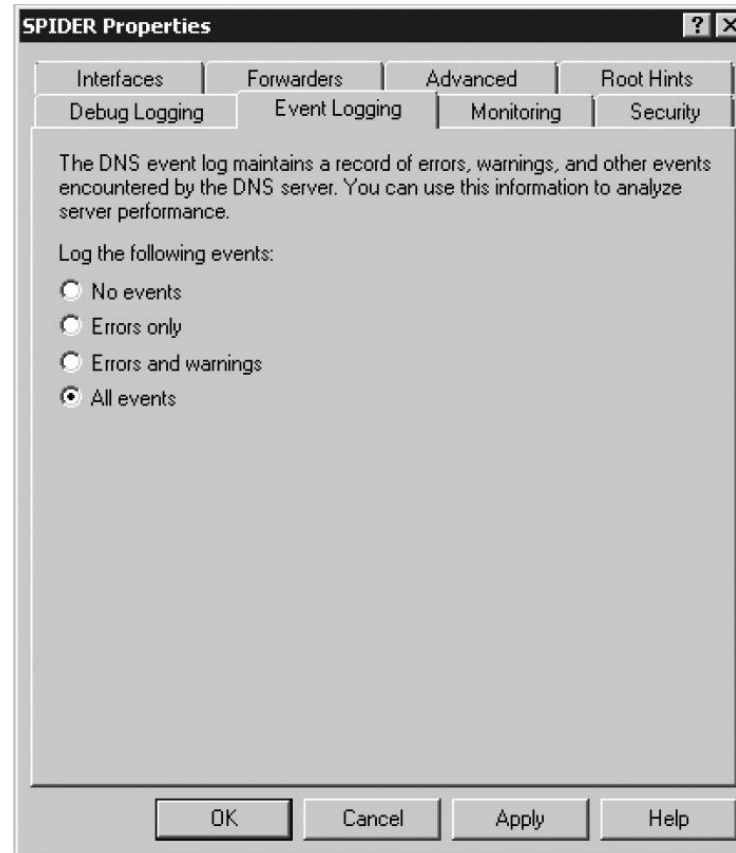 SPIDER Properties
? X
Interfaces Forwarders Advanced Root Hints
Debug Logging Event Logging Monitoring Security
The DNS event log maintains a record of errors, warnings, and other events
encountered by the DNS server. You can use this information to analyze
server performance.
Log the following events:
No events
Errors only
Errors and warnings
All events
OK Cancel Apply Help